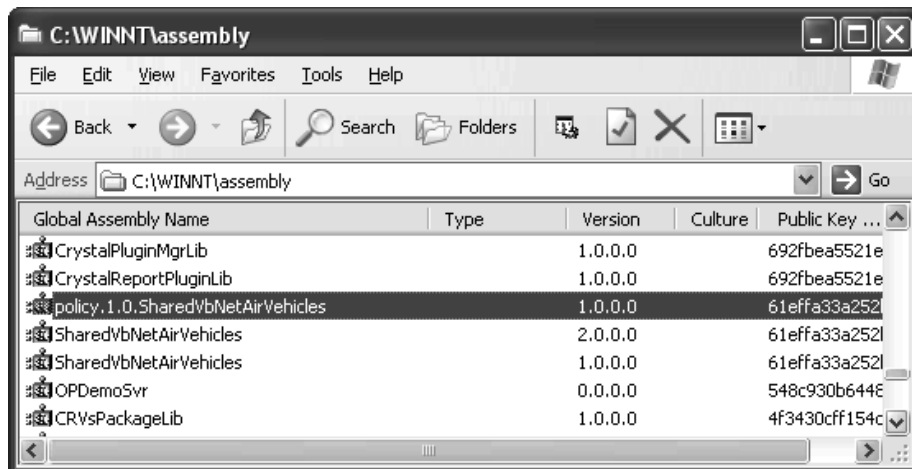 C:\WINNT\assembly
File Edit View Favorites Tools Help
Back Search Folders
Address C:\WINNT\assembly Go
Global Assembly Name Type Version Culture Public Key ...
CrystalPluginMgrLib 1.0.0.0 692fbea5521e
CrystalReportPluginLib 1.0.0.0 692fbea5521e
policy.1.0.SharedVbNetAirVehicles 1.0.0.0 61effa33a252
SharedVbNetAirVehicles 2.0.0.0 61effa33a252
SharedVbNetAirVehicles 1.0.0.0 61effa33a252
OPDemoSvr 0.0.0.0 548c930b6448
CRVsPackageLib 1.0.0.0 4f3430cff154c